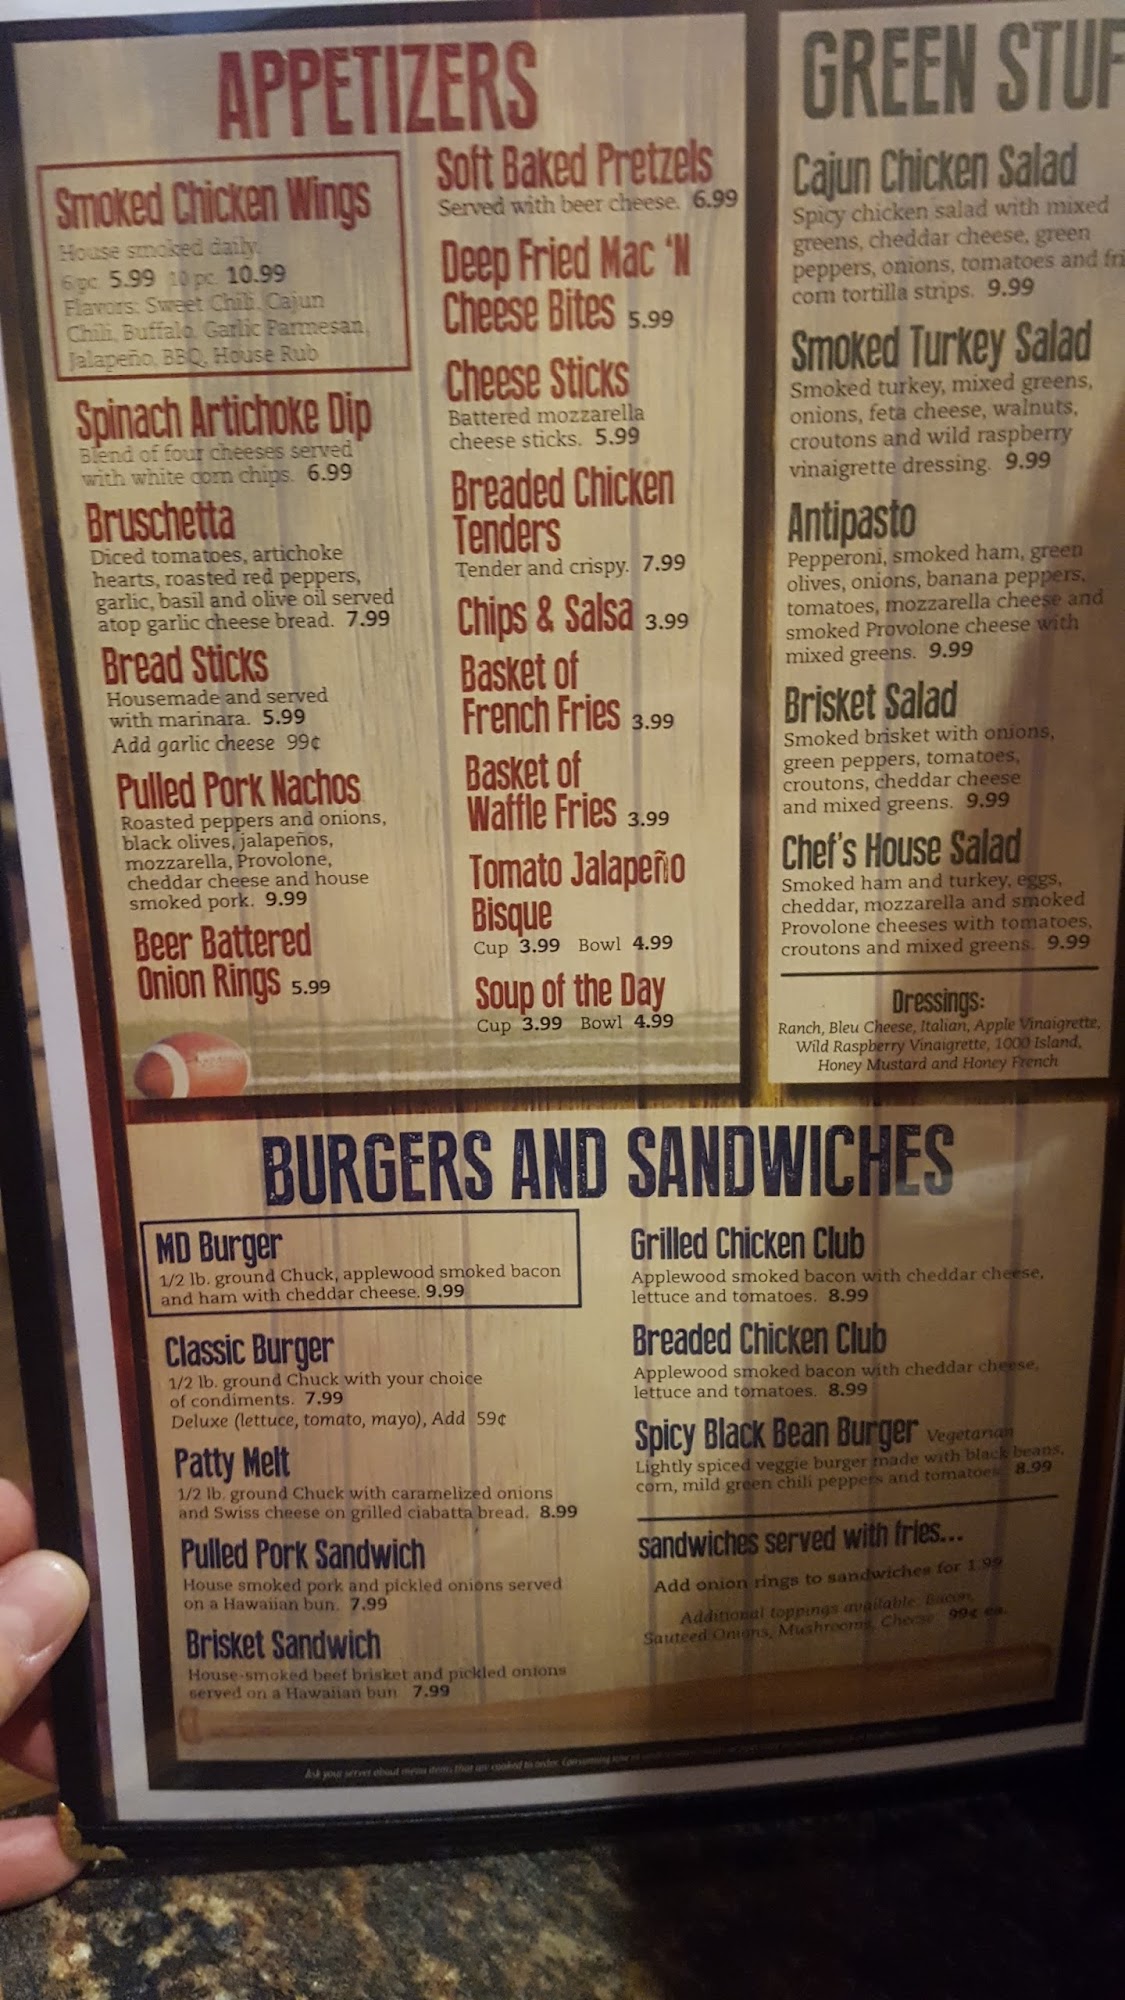 APPETIZERS
Smoked Chicken Wings
House smoked daily.
6 pc. 5.99 10 pc. 10.99
Flavors: Sweet Chili, Cajun
Chili, Buffalo, Garlic Parmesan,
Jalapeño, BBQ, House Rub
Spinach Artichoke Dip
Blend of four cheeses served
with white corn chips. 6.99
Bruschetta
Diced tomatoes, artichoke
hearts, roasted red peppers,
garlic, basil and olive oil served
atop garlic cheese bread. 7.99
Bread Sticks
Housemade and served
with marinara. 5.99
Add garlic cheese 99¢
Pulled Pork Nachos
Roasted peppers and onions,
black olives, jalapeños,
mozzarella, Provolone,
cheddar cheese and house
smoked pork. 9.99
Beer Battered
Onion Rings 5.99
Soft Baked Pretzels
Served with beer cheese. 6.99
Deep Fried Mac 'N
Cheese Bites 5.99
Cheese Sticks
Battered mozzarella
cheese sticks. 5.99
Breaded Chicken
Tenders
Tender and crispy. 7.99
Chips & Salsa 3.99
Basket of
French Fries 3.99
Basket of
Waffle Fries 3.99
Tomato Jalapeño
Bisque
Cup 3.99 Bowl 4.99
Soup of the Day
Cup 3.99 Bowl 4.99
GREEN STUF
Cajun Chicken Salad
Spicy chicken salad with mixed
greens, cheddar cheese, green
peppers, onions, tomatoes and fri
corn tortilla strips. 9.99
Smoked Turkey Salad
Smoked turkey, mixed greens,
onions, feta cheese, walnuts,
croutons and wild raspberry
vinaigrette dressing. 9.99
Antipasto
Pepperoni, smoked ham, green
olives, onions, banana peppers,
tomatoes, mozzarella cheese and
smoked Provolone cheese with
mixed greens. 9.99
Brisket Salad
Smoked brisket with onions,
green peppers, tomatoes,
croutons, cheddar cheese
and mixed greens. 9.99
Chef's House Salad
Smoked ham and turkey, eggs,
cheddar, mozzarella and smoked
Provolone cheeses with tomatoes,
croutons and mixed greens. 9.99
Dressings:
Ranch, Bleu Cheese, Italian, Apple Vinaigrette,
Wild Raspberry Vinaigrette, 1000 Island,
Honey Mustard and Honey French
BURGERS AND SANDWICHES
MD Burger
1/2 lb. ground Chuck, applewood smoked bacon
and ham with cheddar cheese. 9.99
Classic Burger
1/2 lb. ground Chuck with your choice
of condiments. 7.99
Deluxe (lettuce, tomato, mayo), Add 59¢
Patty Melt
1/2 lb. ground Chuck with caramelized onions
and Swiss cheese on grilled ciabatta bread. 8.99
Pulled Pork Sandwich
House smoked pork and pickled onions served
on a Hawaiian bun. 7.99
Brisket Sandwich
House-smoked beef brisket and pickled onions
served on a Hawaiian bun 7.99
Grilled Chicken Club
Applewood smoked bacon with cheddar cheese,
lettuce and tomatoes. 8.99
Breaded Chicken Club
Applewood smoked bacon with cheddar cheese,
lettuce and tomatoes. 8.99
Spicy Black Bean Burger Vegetarian
Lightly spiced veggie burger made with black beans,
corn, mild green chili peppers and tomatoes. 8.99
sandwiches served with fries...
Add onion rings to sandwiches for 1.99
Additional toppings available: Bacon,
Sauteed Onions, Mushrooms, Cheese 99¢ ea.
Ask your server about menu items that are cooked to order. Consuming raw or